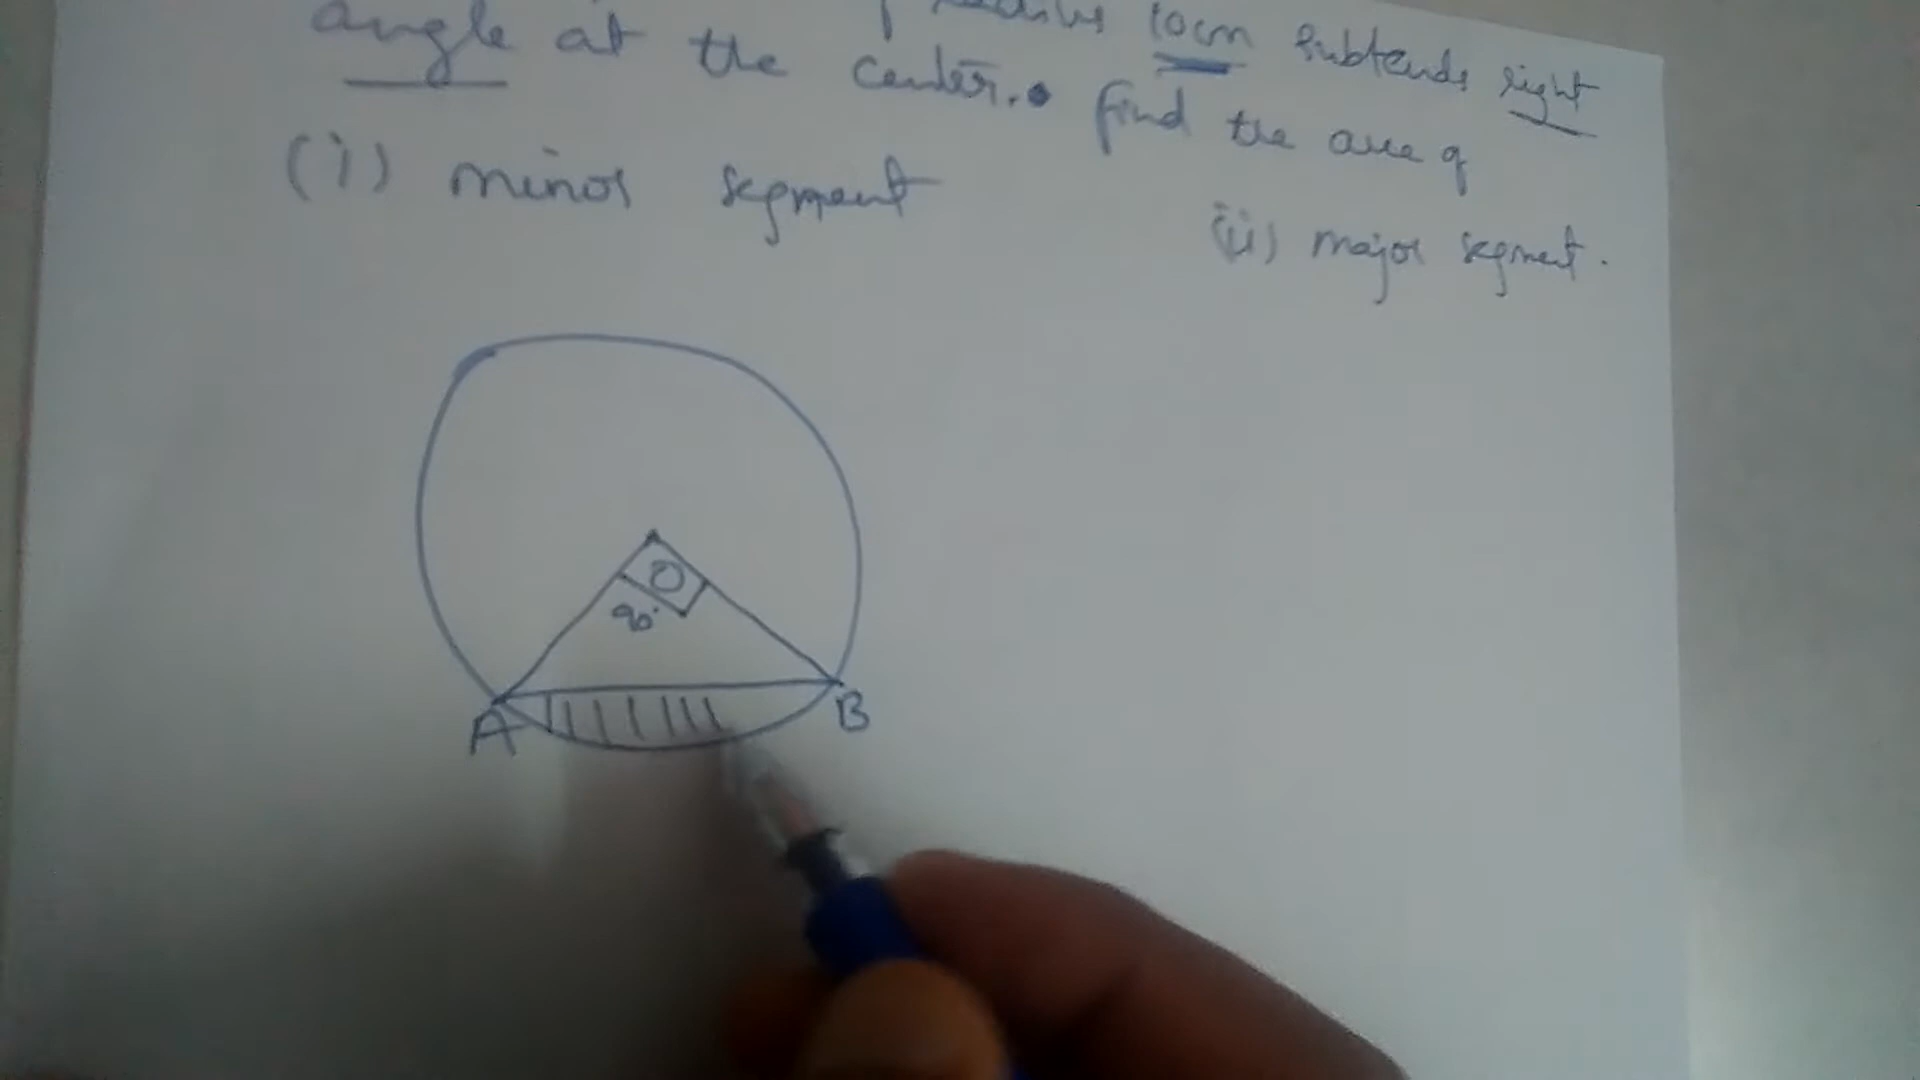 radius 10cm subtends right
angle at the center. find the area of
(i) minor segment
(ii) major segment.
O
90°
A
B